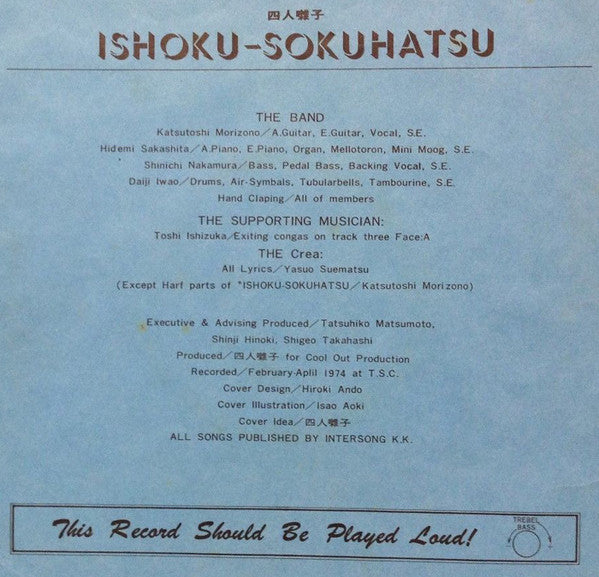 四人囃子
ISHOKU-SOKUHATSU
THE BAND
Katsutoshi Morizono/A.Guitar, E.Guitar, Vocal, S.E.
Hidemi Sakashita/A.Piano, E.Piano, Organ, Mellotoron, Mini Moog, S.E.
Shinichi Nakamura/Bass, Pedal Bass, Backing Vocal, S.E.
Daiji Iwao/Drums, Air-Symbals, Tubularbells, Tambourine, S.E.
Hand Claping/All of members
THE SUPPORTING MUSICIAN:
Toshi Ishizuka/Exiting congas on track three Face:A
THE Crea:
All Lyrics/Yasuo Suematsu
(Except Harf parts of "ISHOKU-SOKUHATSU/Katsutoshi Morizono)
Executive & Advising Produced/Tatsuhiko Matsumoto,
Shinji Hinoki, Shigeo Takahashi
Produced/四人囃子 for Cool Out Production
Recorded/February-Aplil 1974 at T.S.C.
Cover Design/Hiroki Ando
Cover Illustration/Isao Aoki
Cover Idea/四人囃子
ALL SONGS PUBLISHED BY INTERSONG K.K.
This Record Should Be Played Loud!
TREBEL
BASS